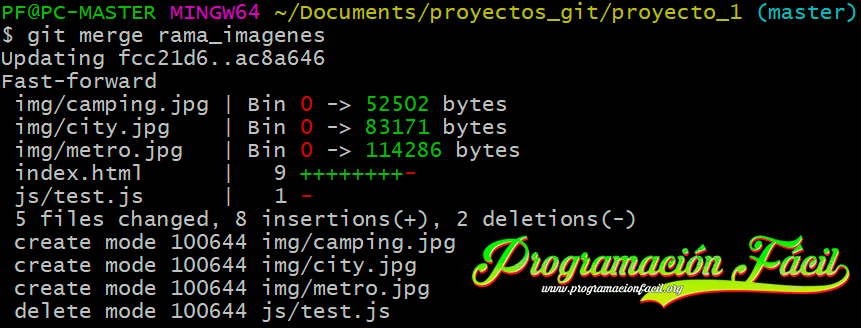 PF@PC-MASTER MINGW64 ~/Documents/proyectos_git/proyecto_1 (master)
$ git merge rama_imagenes
Updating fcc21d6..ac8a646
Fast-forward
 img/camping.jpg | Bin 0 -> 52502 bytes
 img/city.jpg    | Bin 0 -> 83171 bytes
 img/metro.jpg   | Bin 0 -> 114286 bytes
 index.html      |   9 ++++++++-
 js/test.js      |   1 -
 5 files changed, 8 insertions(+), 2 deletions(-)
 create mode 100644 img/camping.jpg
 create mode 100644 img/city.jpg
 create mode 100644 img/metro.jpg
 delete mode 100644 js/test.js
Programación Fácil
www.programacionfacil.org